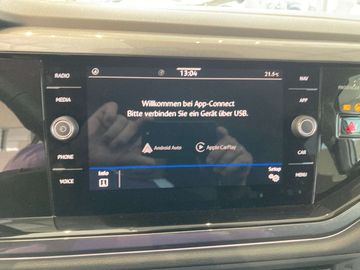 RADIO
MEDIA
PHONE
VOICE
13:04
21.5°C
Willkommen bei App-Connect
Bitte verbinden Sie ein Gerät über USB.
Android Auto
Apple CarPlay
Info
Setup
NAV
APP
CAR
MENU